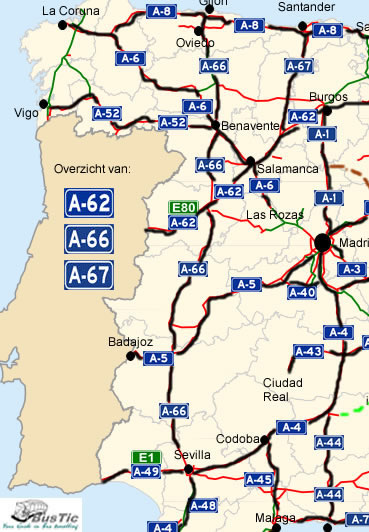 Gijon
Santander
La Coruna
A-8
A-8
A-8
Oviedo
A-6
A-66
A-67
A-6
Burgos
Vigo
A-52
A-52
A-62
Benavente
A-1
Overzicht van:
A-66
Salamanca
A-62
A-6
A-1
A-62
E80
A-62
Las Rozas
A-66
Madri
A-67
A-66
A-3
A-5
A-40
A-4
Badajoz
A-5
A-43
Ciudad
Real
A-66
A-4
Codoba
A-44
E1
Sevilla
A-49
A-45
A-44
A-48
BusTic
Malaga
A-7
A-4